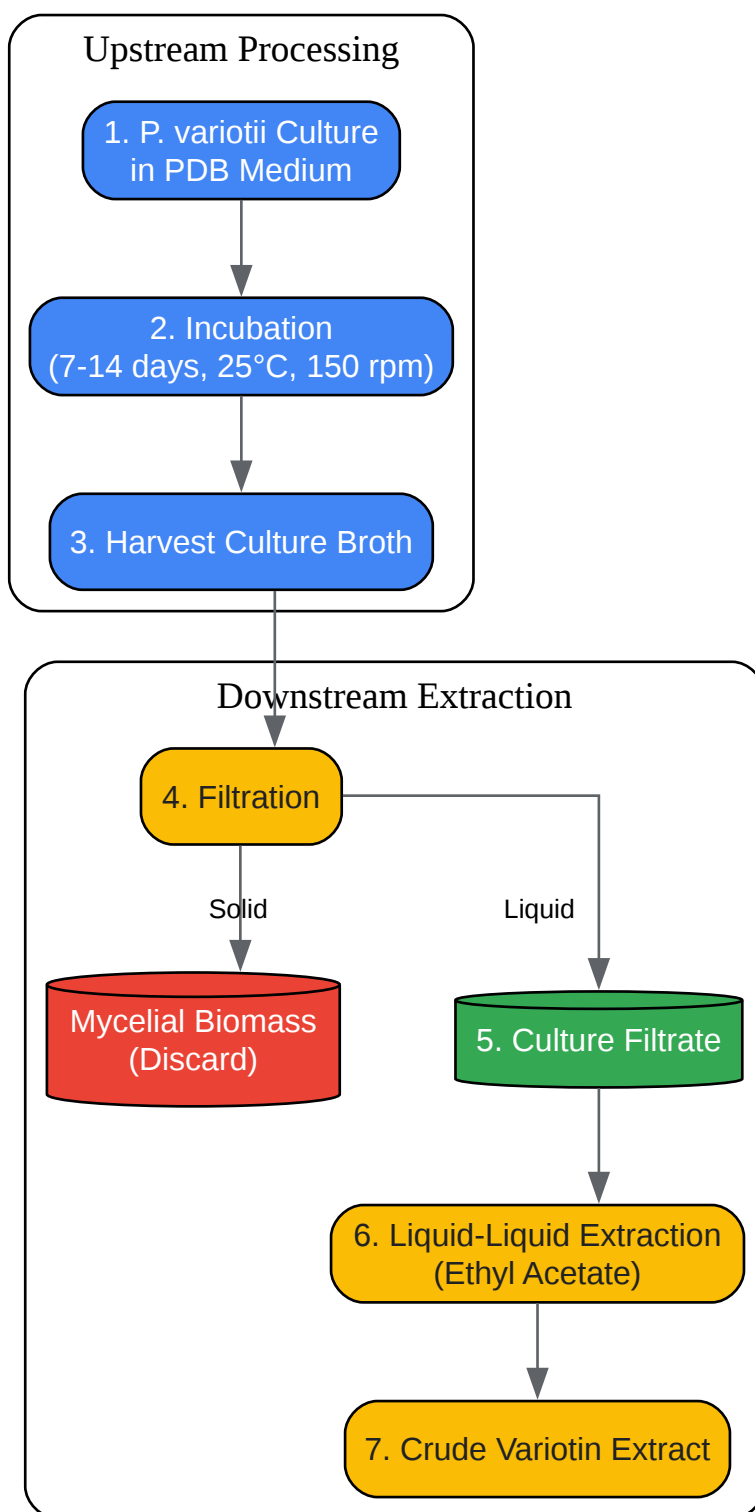 Upstream Processing
1. P. variotii Culture
in PDB Medium
2. Incubation
(7-14 days, 25°C, 150 rpm)
3. Harvest Culture Broth
Downstream Extraction
4. Filtration
Solid
Liquid
Mycelial Biomass
(Discard)
5. Culture Filtrate
6. Liquid-Liquid Extraction
(Ethyl Acetate)
7. Crude Variotin Extract